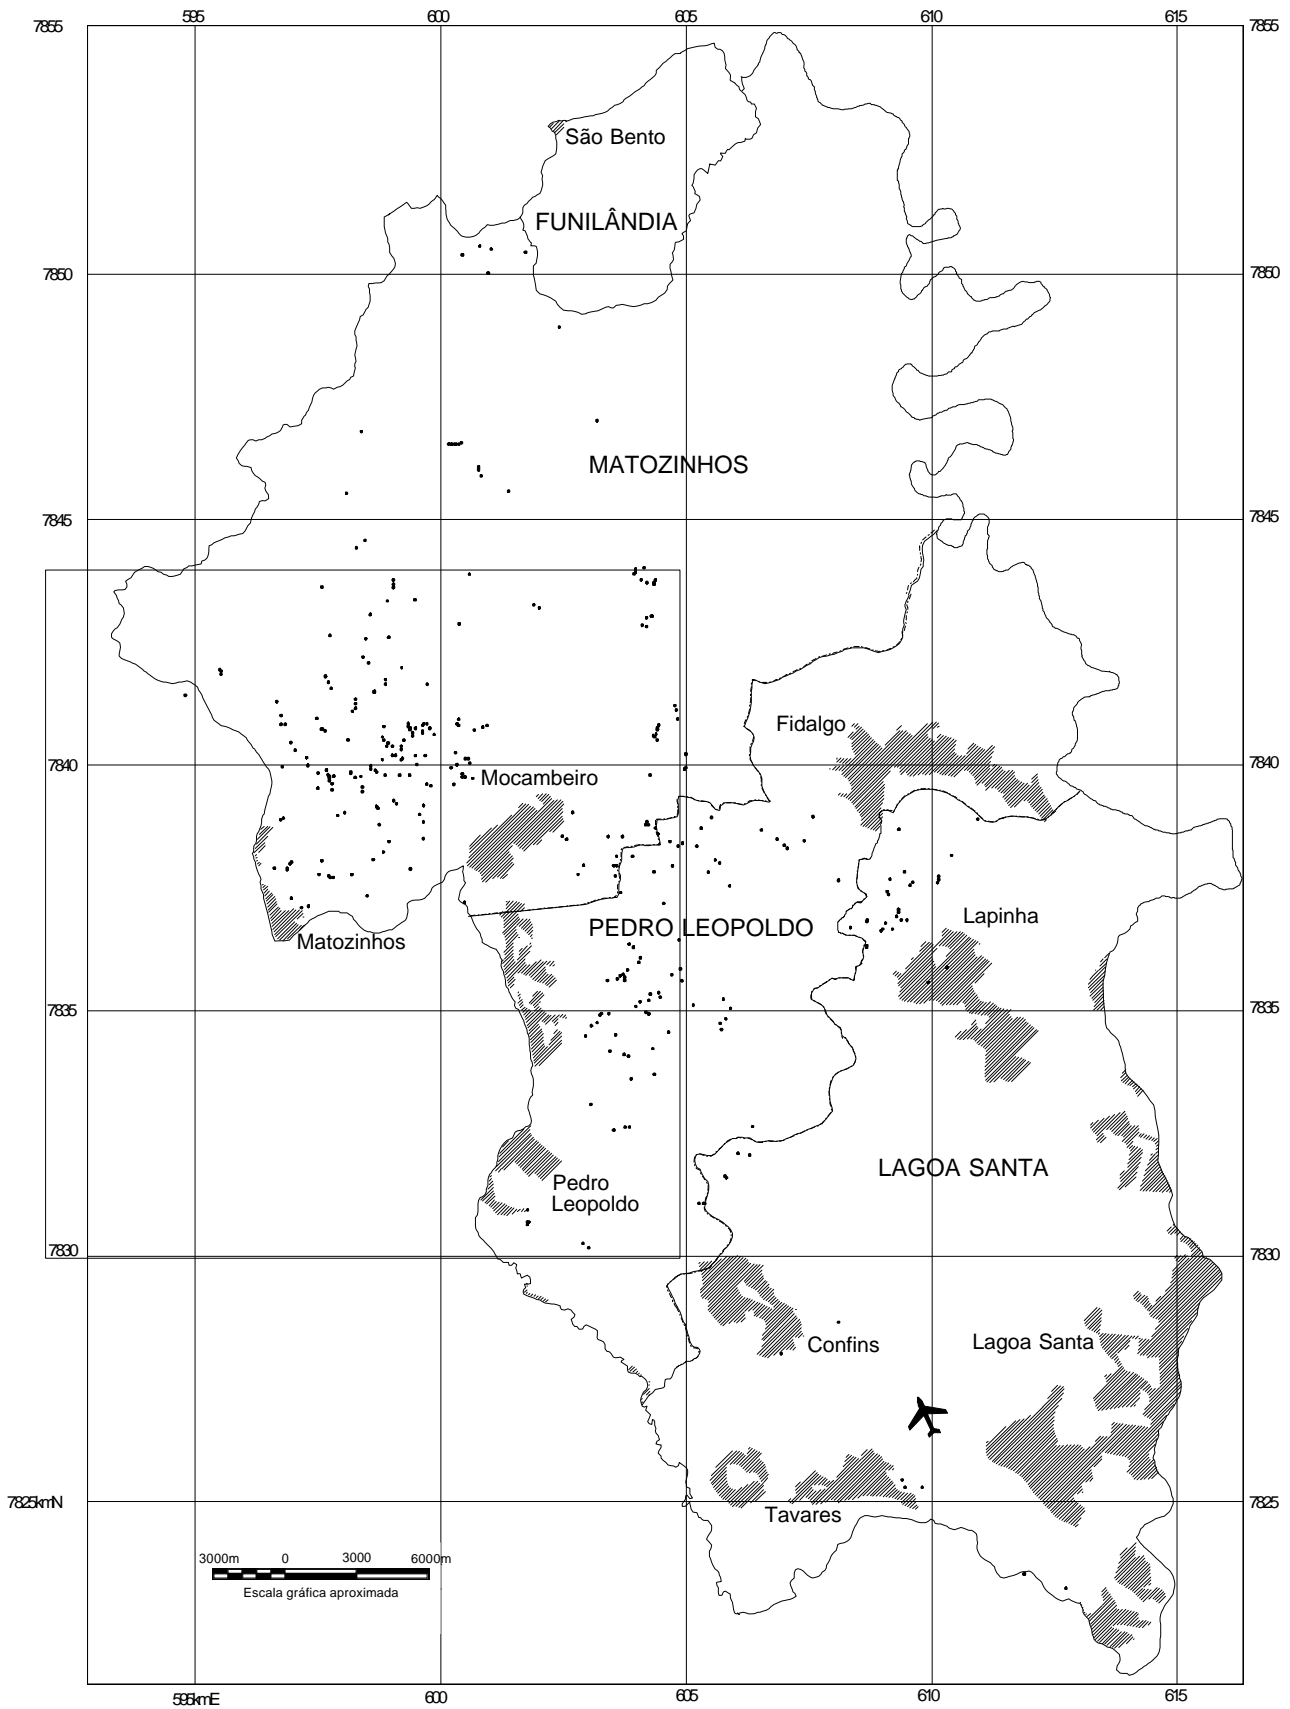 595 600 605 610 615
7855 7855
São Bento
FUNILÂNDIA
7850 7850
MATOZINHOS
7845 7845
Fidalgo
7840 7840
Mocambeiro
Lapinha
PEDRO LEOPOLDO
Matozinhos
7835 7835
LAGOA SANTA
Pedro
Leopoldo
7830 7830
Confins Lagoa Santa
7825kmN 7825
Tavares
3000m 0 3000 6000m
Escala gráfica aproximada
595kmE 600 605 610 615